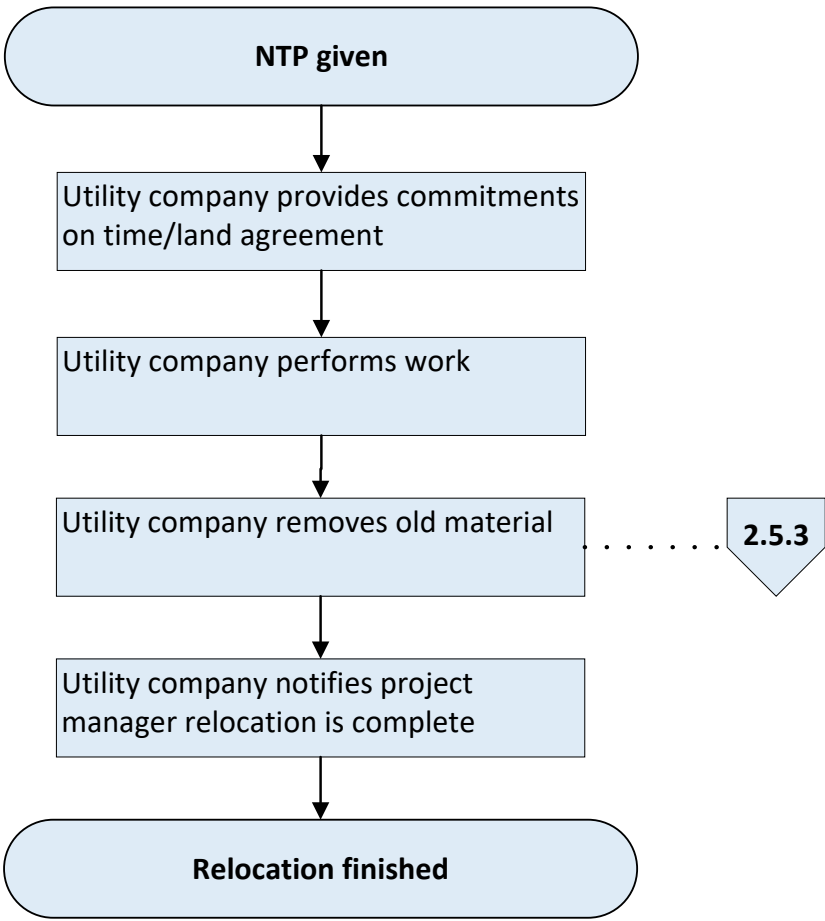 NTP given
Utility company provides commitments
on time/land agreement
Utility company performs work
Utility company removes old material
2.5.3
Utility company notifies project
manager relocation is complete
Relocation finished